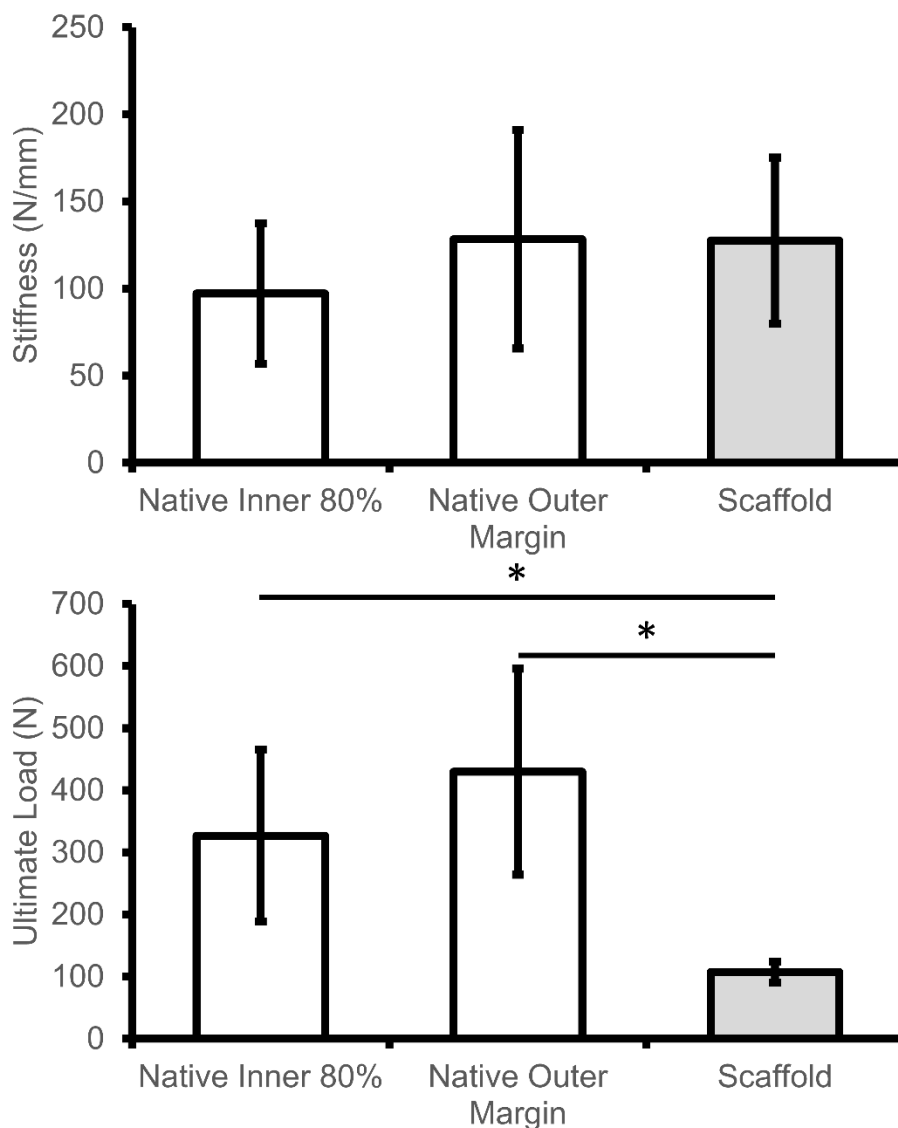 250
200
150
100
50
0
Stiffness (N/mm)
Native Inner 80%
Native Outer
Margin
Scaffold
*
*
700
600
500
400
300
200
100
0
Ultimate Load (N)
Native Inner 80%
Native Outer
Margin
Scaffold